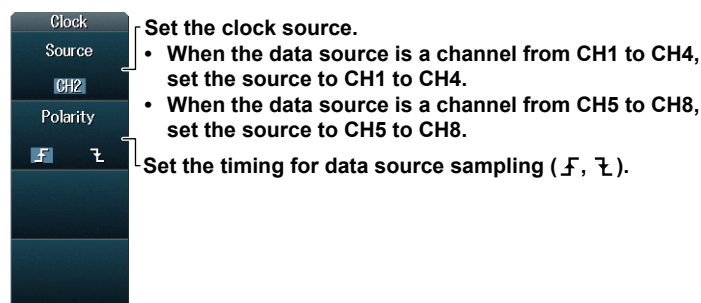 Clock
Source
CH2
Polarity
Set the clock source.
• When the data source is a channel from CH1 to CH4,
set the source to CH1 to CH4.
• When the data source is a channel from CH5 to CH8,
set the source to CH5 to CH8.
Set the timing for data source sampling ( , ).